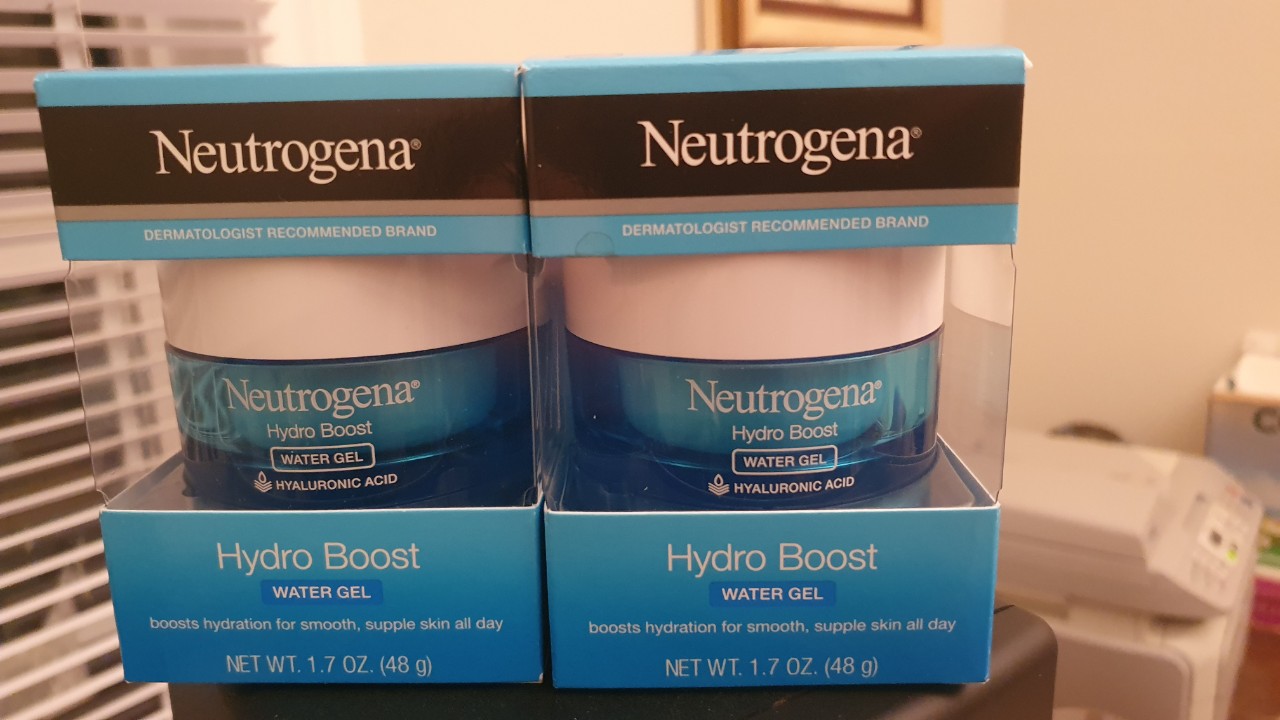 Neutrogena®
DERMATOLOGIST RECOMMENDED BRAND
Neutrogena®
Hydro Boost
WATER GEL
HYALURONIC ACID
Hydro Boost
WATER GEL
boosts hydration for smooth, supple skin all day
NET WT. 1.7 OZ. (48 g)
Neutrogena®
DERMATOLOGIST RECOMMENDED BRAND
Neutrogena®
Hydro Boost
WATER GEL
HYALURONIC ACID
Hydro Boost
WATER GEL
boosts hydration for smooth, supple skin all day
NET WT. 1.7 OZ. (48 g)